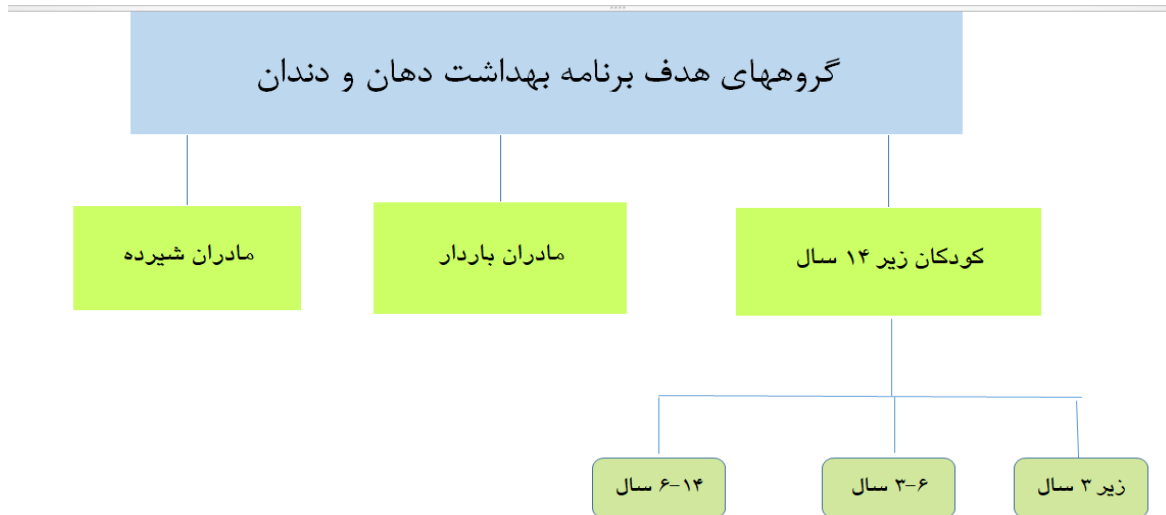 گروههای هدف برنامه بهداشت دهان و دندان
کودکان زیر ۱۴ سال
مادران باردار
مادران شیرده
زیر ۳ سال
۳-۶ سال
۶-۱۴ سال